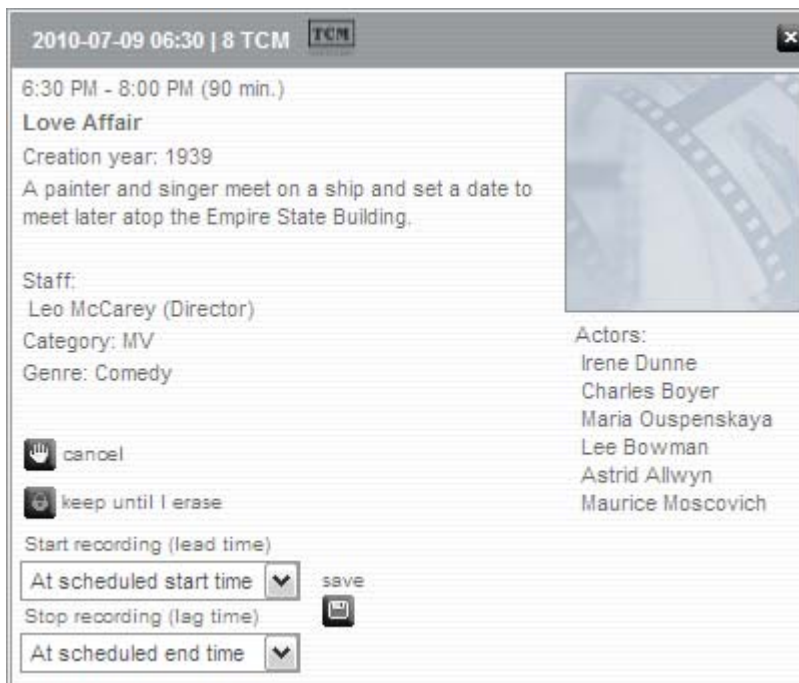 2010-07-09 06:30 | 8 TCM TCM
6:30 PM - 8:00 PM (90 min.)
Love Affair
Creation year: 1939
A painter and singer meet on a ship and set a date to
meet later atop the Empire State Building.
Staff:
Leo McCarey (Director)
Category: MV
Genre: Comedy
Actors:
Irene Dunne
Charles Boyer
Maria Ouspenskaya
Lee Bowman
Astrid Allwyn
Maurice Moscovich
cancel
keep until I erase
Start recording (lead time)
At scheduled start time
save
Stop recording (lag time)
At scheduled end time